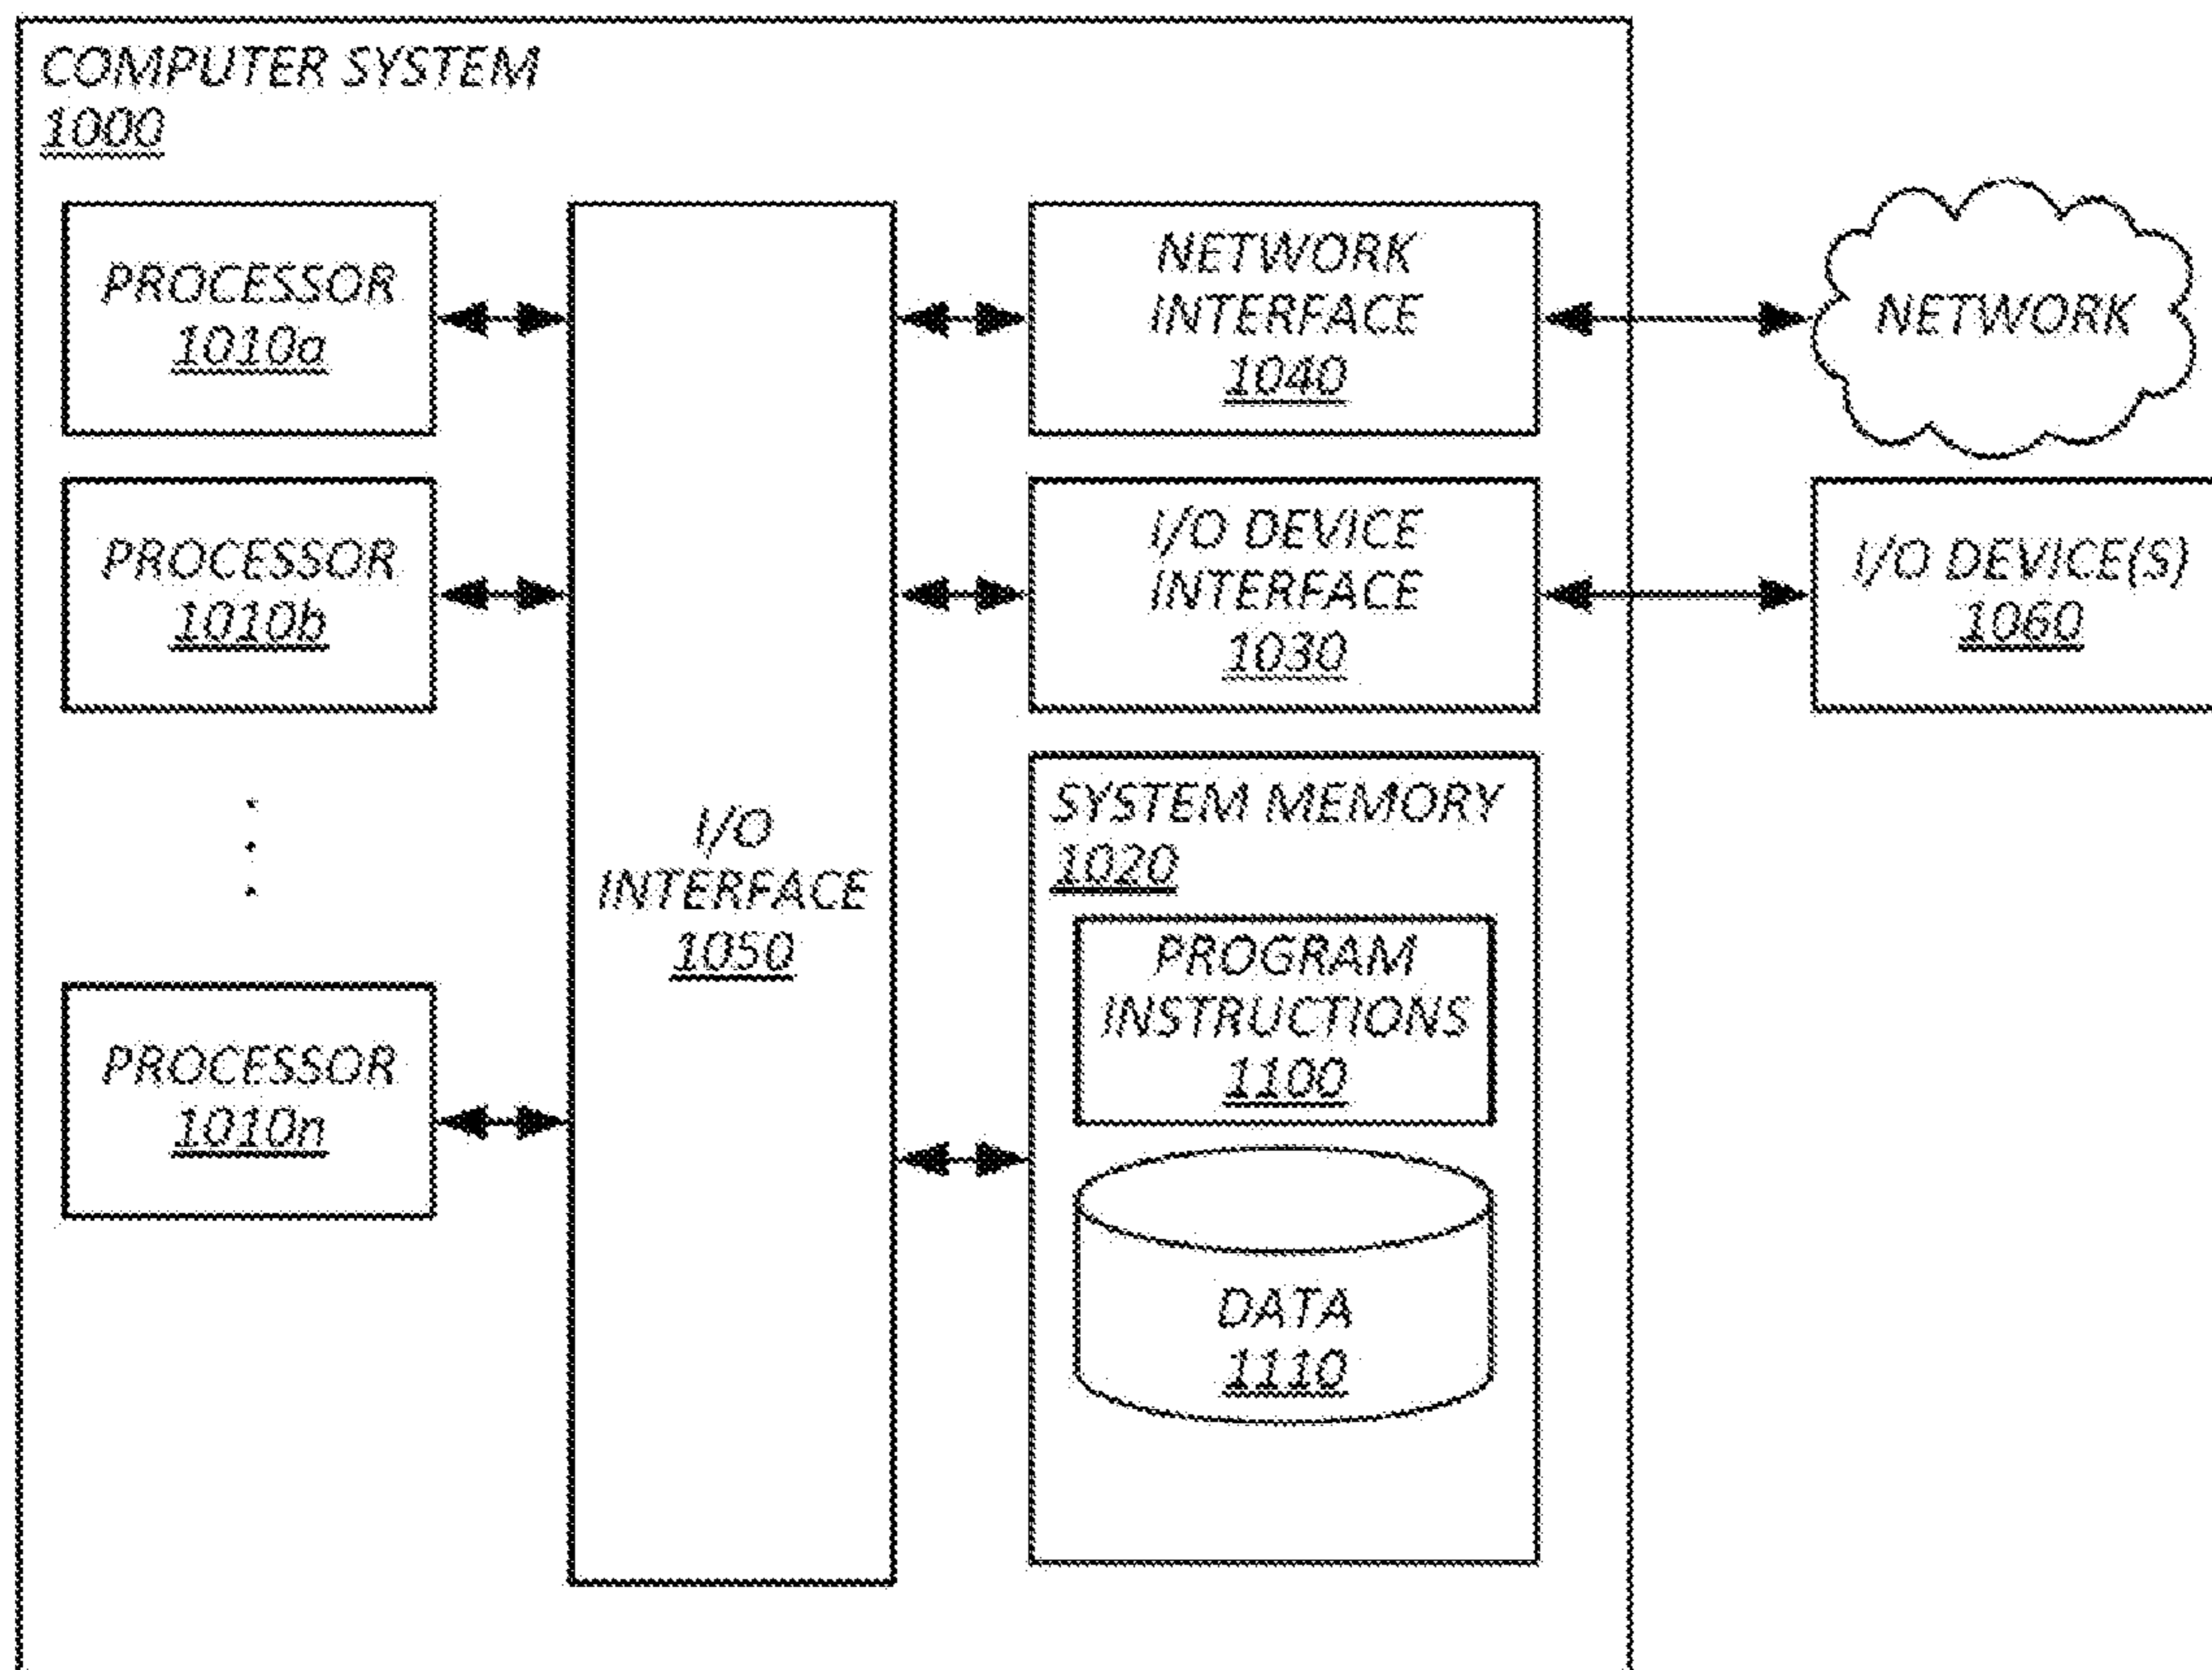 COMPUTER SYSTEM
1000
PROCESSOR
1010a
PROCESSOR
1010b
PROCESSOR
1010n
I/O
INTERFACE
1050
NETWORK
INTERFACE
1040
I/O DEVICE
INTERFACE
1030
SYSTEM MEMORY
1020
PROGRAM
INSTRUCTIONS
1100
DATA
1110
NETWORK
I/O DEVICE(S)
1060